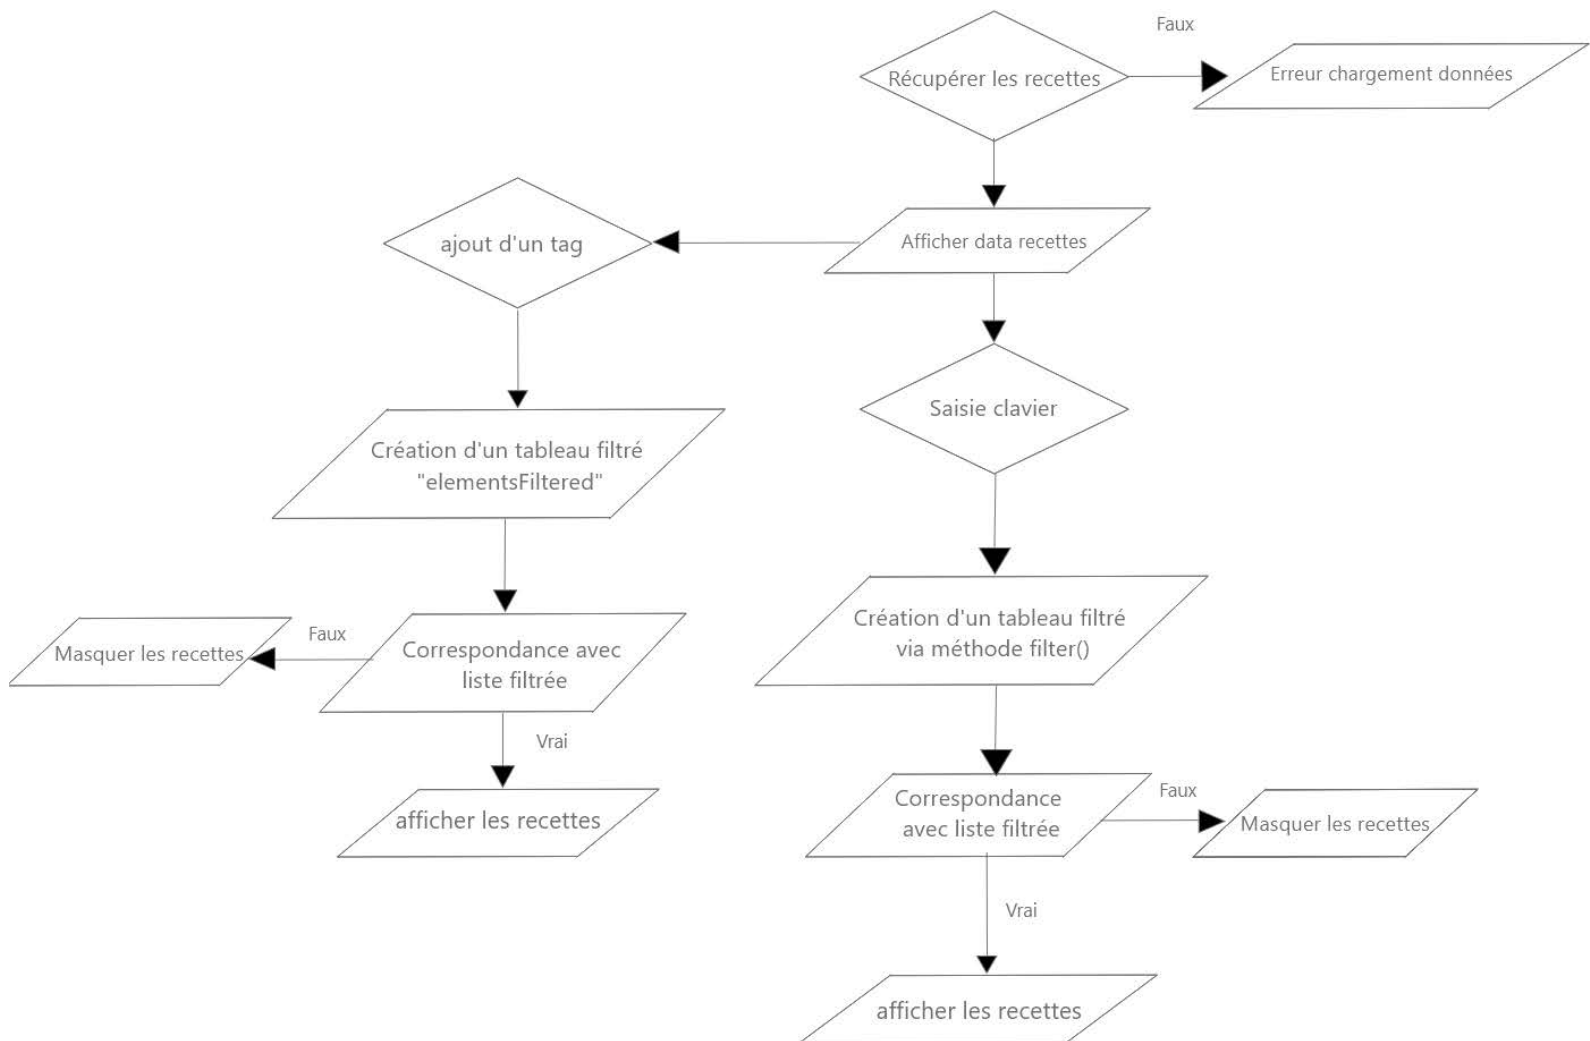 Faux
Récupérer les recettes
Erreur chargement données
ajout d'un tag
Afficher data recettes
Saisie clavier
Création d'un tableau filtré
"elementsFiltered"
Création d'un tableau filtré
via méthode filter()
Masquer les recettes
Faux
Correspondance avec
liste filtrée
Vrai
afficher les recettes
Correspondance
avec liste filtrée
Faux
Masquer les recettes
Vrai
afficher les recettes